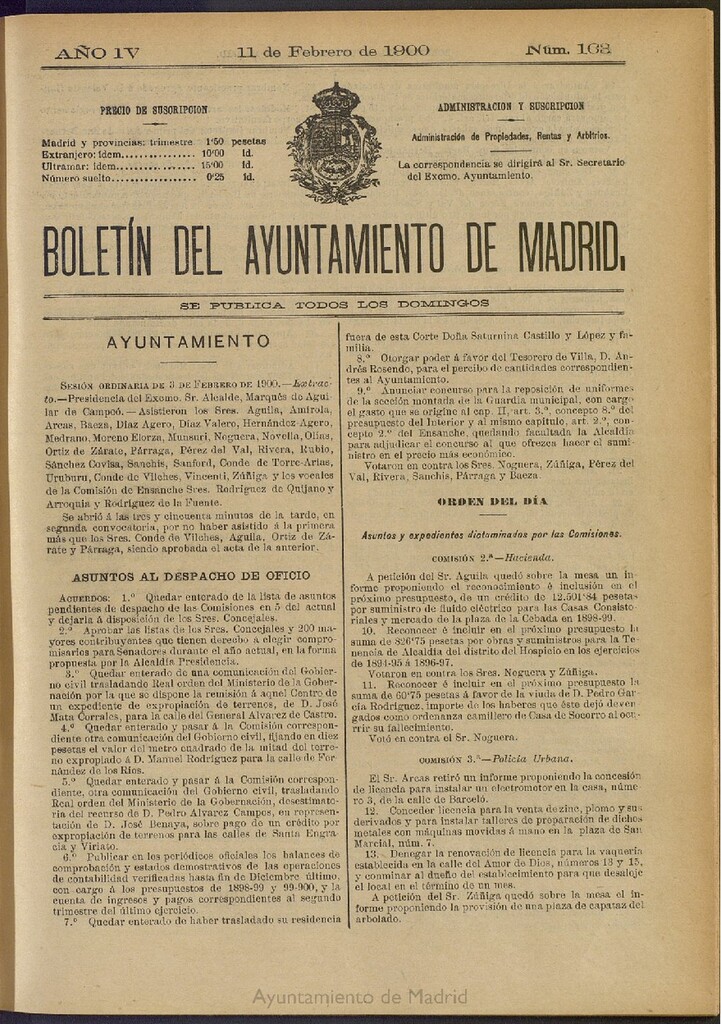 AÑO IV
11 de Febrero de 1900
Núm. 163
PRECIO DE SUSCRIPCION
Madrid y provincias: trimestre 1'50 pesetas
Extranjero: idem............... 10'00 id.
Ultramar: idem................ 15'00 id.
Número suelto................ 0'25 id.
ADMINISTRACION Y SUSCRIPCION
Administración de Propiedades, Rentas y Arbitrios.
La correspondencia se dirigirá al Sr. Secretario
del Excmo. Ayuntamiento.
BOLETÍN DEL AYUNTAMIENTO DE MADRID.
SE PUBLICA TODOS LOS DOMINGOS
AYUNTAMIENTO
SESIÓN ORDINARIA DE 3 DE FEBRERO DE 1900.—Extrac-
to.—Presidencia del Excmo. Sr. Alcalde, Marqués de Agui
lar de Campoó.—Asistieron los Sres. Aguila, Amirola,
Arcas, Baeza, Díaz Agero, Díaz Valero, Hernández-Agero,
Medrano, Moreno Elorza, Munsuri, Noguera, Novella, Olías,
Ortiz de Zárate, Párraga, Pérez del Val, Rivera, Rubio,
Sánchez Covisa, Sanchís, Sanford, Conde de Torre-Arias,
Uruburu, Conde de Vilches, Vincenti, Zúñiga y los vocales
de la Comisión de Ensanche Sres. Rodríguez de Quijano y
Arroquia y Rodríguez de la Fuente.
Se abrió á las tres y cincuenta minutos de la tarde, en
segunda convocatoria, por no haber asistido á la primera
más que los Sres. Conde de Vilches, Aguila, Ortiz de Zá-
rate y Párraga, siendo aprobada el acta de la anterior.
ASUNTOS AL DESPACHO DE OFICIO
ACUERDOS: 1.º Quedar enterado de la lista de asuntos
pendientes de despacho de las Comisiones en 5 del actual
y dejarla á disposición de los Sres. Concejales.
2.º Aprobar las listas de los Sres. Concejales y 200 ma
yores contribuyentes que tienen derecho á elegir compro-
misarios para Senadores durante el año actual, en la forma
propuesta por la Alcaldía Presidencia.
3.º Quedar enterado de una comunicación del Gobier-
no civil trasladando Real orden del Ministerio de la Gober-
nación por la que se dispone la remisión á aquel Centro de
un expediente de expropiación de terrenos, de D. José
Mata Corrales, para la calle del General Alvarez de Castro.
4.º Quedar enterado y pasar á la Comisión correspon-
diente otra comunicación del Gobierno civil, fijando en diez
pesetas el valor del metro cuadrado de la mitad del terre-
no expropiado á D. Manuel Rodríguez para la calle de Fer-
nández de los Ríos.
5.º Quedar enterado y pasar á la Comisión correspon-
diente, otra comunicación del Gobierno civil, trasladando
Real orden del Ministerio de la Gobernación, desestimato-
ria del recurso de D. Pedro Alvarez Campos, en represen-
tación de D. José Benaya, sobre pago de un crédito por
expropiación de terrenos para las calles de Santa Engra
cia y Viriato.
6.º Publicar en los periódicos oficiales los balances de
comprobación y estados demostrativos de las operaciones
de contabilidad verificadas hasta fin de Diciembre último,
con cargo á los presupuestos de 1898-99 y 99-900, y la
cuenta de ingresos y pagos correspondientes al segundo
trimestre del último ejercicio.
7.º Quedar enterado de haber trasladado su residencia
fuera de esta Corte Doña Saturnina Castillo y López y fa-
milia.
8.º Otorgar poder á favor del Tesorero de Villa, D. An-
drés Rosendo, para el percibo de cantidades correspondien-
tes al Ayuntamiento.
9.º Anunciar concurso para la reposición de uniformes
de la sección montada de la Guardia municipal, con cargo
el gasto que se origine al cap. II, art. 3.º, concepto 8.º del
presupuesto del Interior y al mismo capítulo, art. 2.º, con-
cepto 2.º del Ensanche, quedando facultada la Alcaldía
para adjudicar el concurso al que ofrezca hacer el sumi-
nistro en el precio más económico.
Votaron en contra los Sres. Noguera, Zúñiga, Pérez del
Val, Rivera, Sanchís, Párraga y Baeza.
ORDEN DEL DÍA
Asuntos y expedientes dictaminados por las Comisiones.
COMISIÓN 2.ª—Hacienda.
A petición del Sr. Aguila quedó sobre la mesa un in
forme proponiendo el reconocimiento é inclusión en el
próximo presupuesto, de un crédito de 12.501'84 pesetas
por suministro de fluido eléctrico para las Casas Consisto-
riales y mercado de la plaza de la Cebada en 1898-99.
10. Reconocer é incluir en el próximo presupuesto la
suma de 896'75 pesetas por obras y suministros para la Te-
nencia de Alcaldía del distrito del Hospicio en los ejercicios
de 1894-95 á 1896-97.
Votaron en contra los Sres. Noguera y Zúñiga.
11. Reconocer é incluir en el próximo presupuesto la
suma de 60'75 pesetas á favor de la viuda de D. Pedro Gar-
cía Rodríguez, importe de los haberes que éste dejó deven
gados como ordenanza camillero de Casa de Socorro al ocu-
rrir su fallecimiento.
Votó en contra el Sr. Noguera.
COMISIÓN 3.ª—Policía Urbana.
El Sr. Arcas retiró un informe proponiendo la concesión
de licencia para instalar un electromotor en la casa, núme-
ro 3, de la calle de Barceló.
12. Conceder licencia para la venta de zinc, plomo y sus
derivados y para instalar talleres de preparación de dichos
metales con máquinas movidas á mano en la plaza de San
Marcial, núm. 7.
13. Denegar la renovación de licencia para la vaquería
establecida en la calle del Amor de Dios, números 13 y 15,
y conminar al dueño del establecimiento para que desaloje
el local en el término de un mes.
A petición del Sr. Zúñiga quedó sobre la mesa el in-
forme proponiendo la provisión de una plaza de capataz del
arbolado.
Ayuntamiento de Madrid